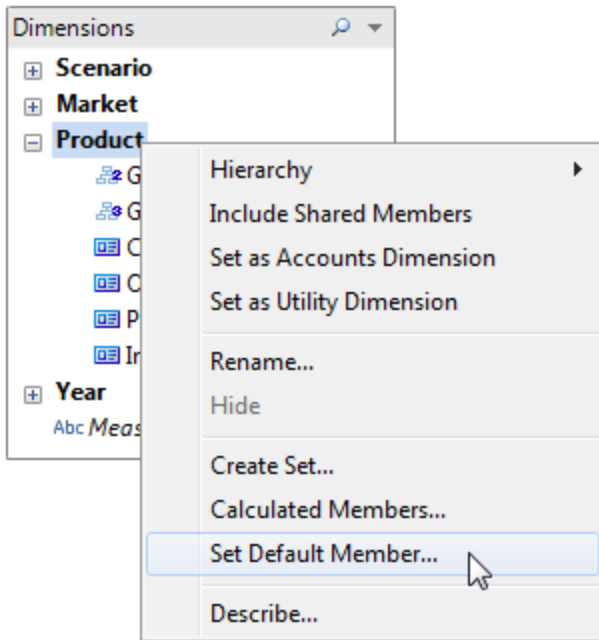 Dimensions
Scenario
Market
Product
Hierarchy
Include Shared Members
Set as Accounts Dimension
Set as Utility Dimension
Rename...
Hide
Create Set...
Calculated Members...
Set Default Member...
Describe...
Year
Abc